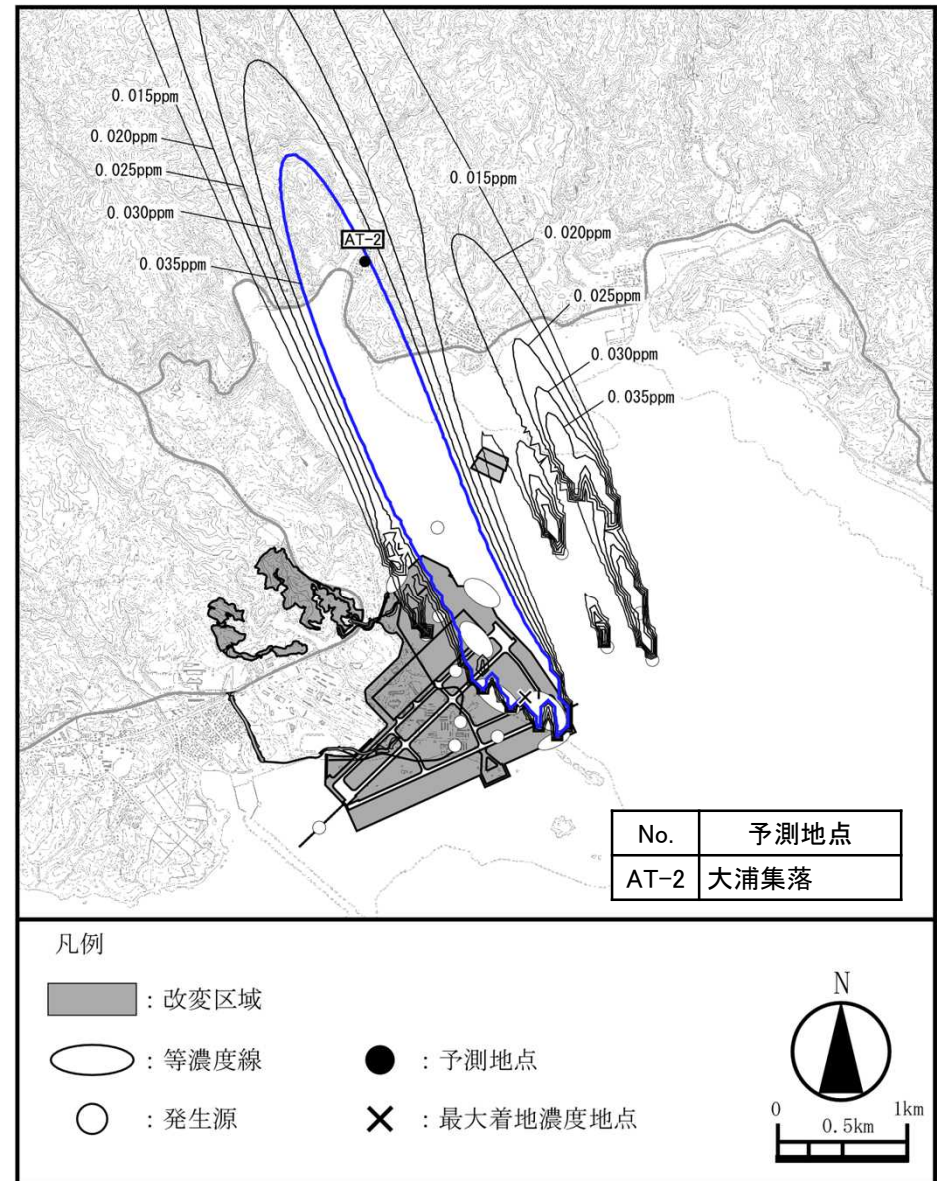 0.015ppm
0.020ppm
0.025ppm
0.030ppm
0.035ppm
AT-2
0.015ppm
0.020ppm
0.025ppm
0.030ppm
0.035ppm
No. 予測地点
AT-2 大浦集落
凡例
：改変区域
：等濃度線
：発生源
：予測地点
：最大着地濃度地点
N
0 0.5km 1km